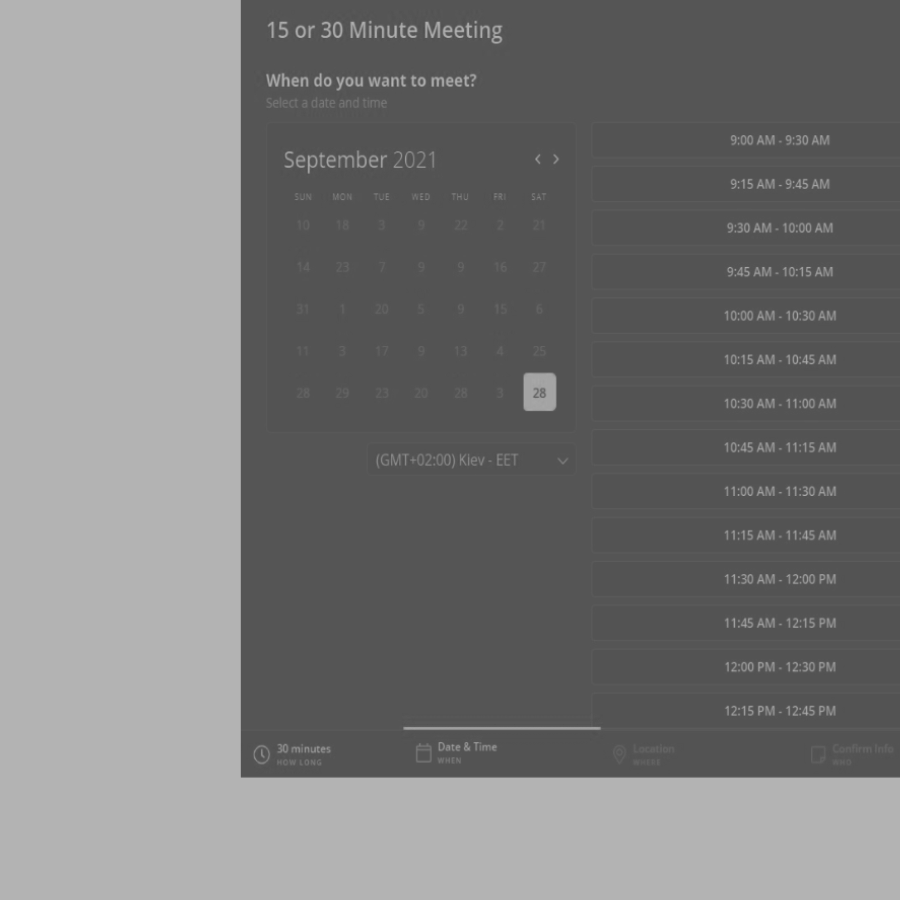 15 or 30 Minute Meeting
When do you want to meet?
Select a date and time
September 2021
SUN MON TUE WED THU FRI SAT
10 18 3 9 22 2 21
14 23 7 9 9 16 27
31 1 20 5 9 15 6
11 3 17 9 13 4 25
28 29 23 20 28 3 28
(GMT+02:00) Kiev - EET
9:00 AM - 9:30 AM
9:15 AM - 9:45 AM
9:30 AM - 10:00 AM
9:45 AM - 10:15 AM
10:00 AM - 10:30 AM
10:15 AM - 10:45 AM
10:30 AM - 11:00 AM
10:45 AM - 11:15 AM
11:00 AM - 11:30 AM
11:15 AM - 11:45 AM
11:30 AM - 12:00 PM
11:45 AM - 12:15 PM
12:00 PM - 12:30 PM
12:15 PM - 12:45 PM
30 minutes
HOW LONG
Date & Time
WHEN
Location
WHERE
Confirm Info
WHO